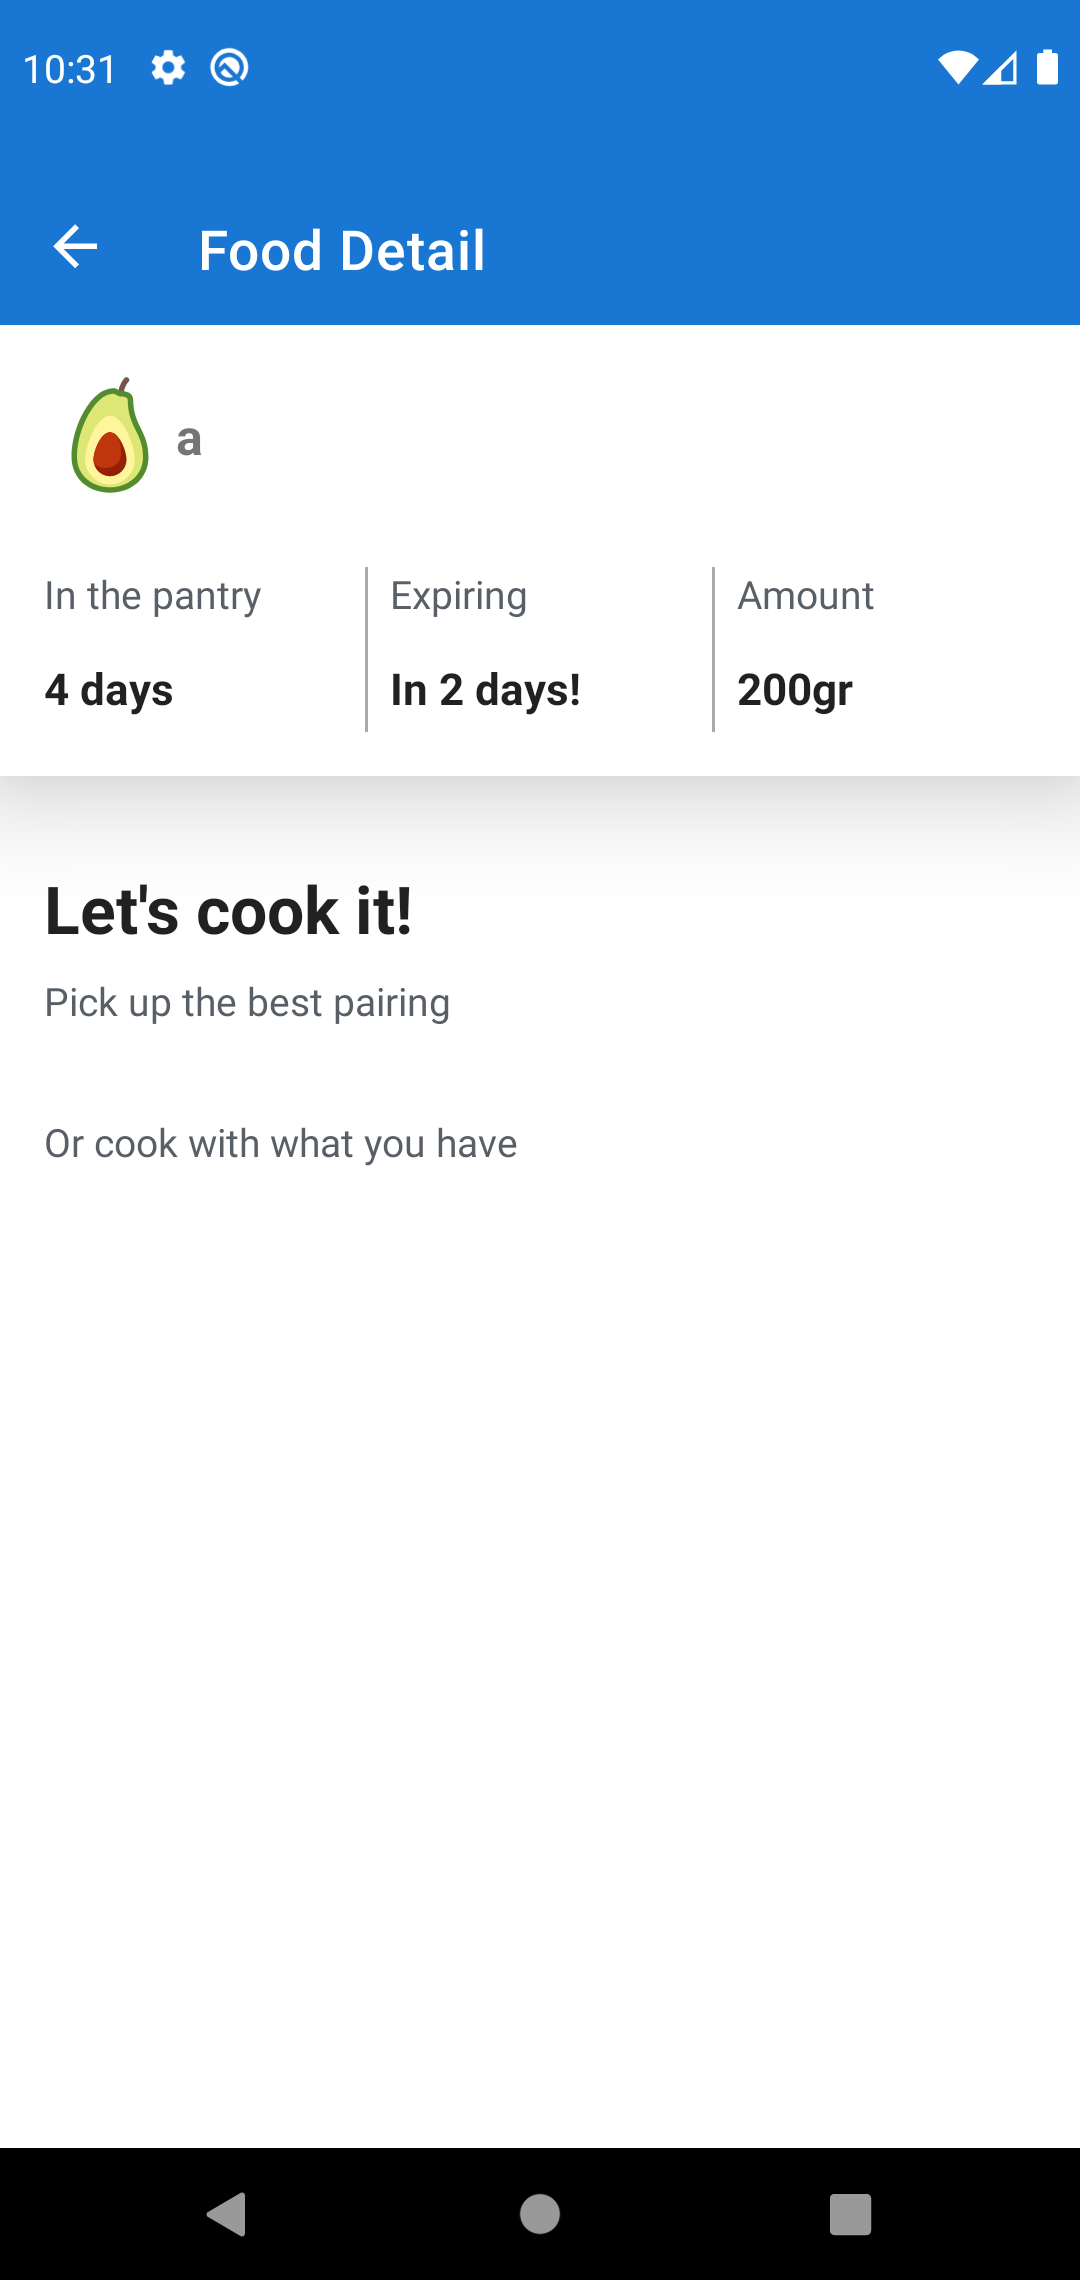 10:31
Food Detail
a
In the pantry
Expiring
Amount
4 days
In 2 days!
200gr
Let's cook it!
Pick up the best pairing
Or cook with what you have